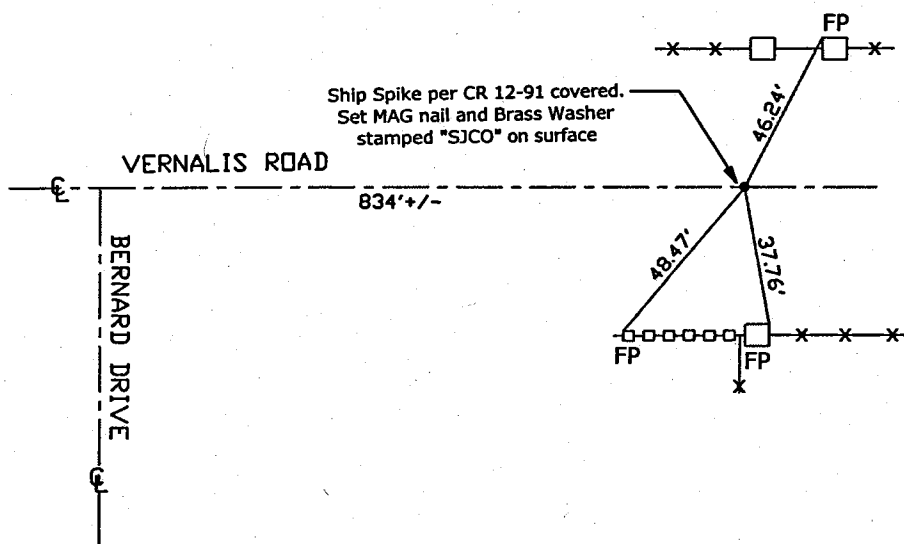 FP
Ship Spike per CR 12-91 covered.
Set MAG nail and Brass Washer
stamped "SJCO" on surface
46.24'
VERNALIS ROAD
℄
834'+/-
BERNARD DRIVE
48.47'
37.76'
FP
FP
℄